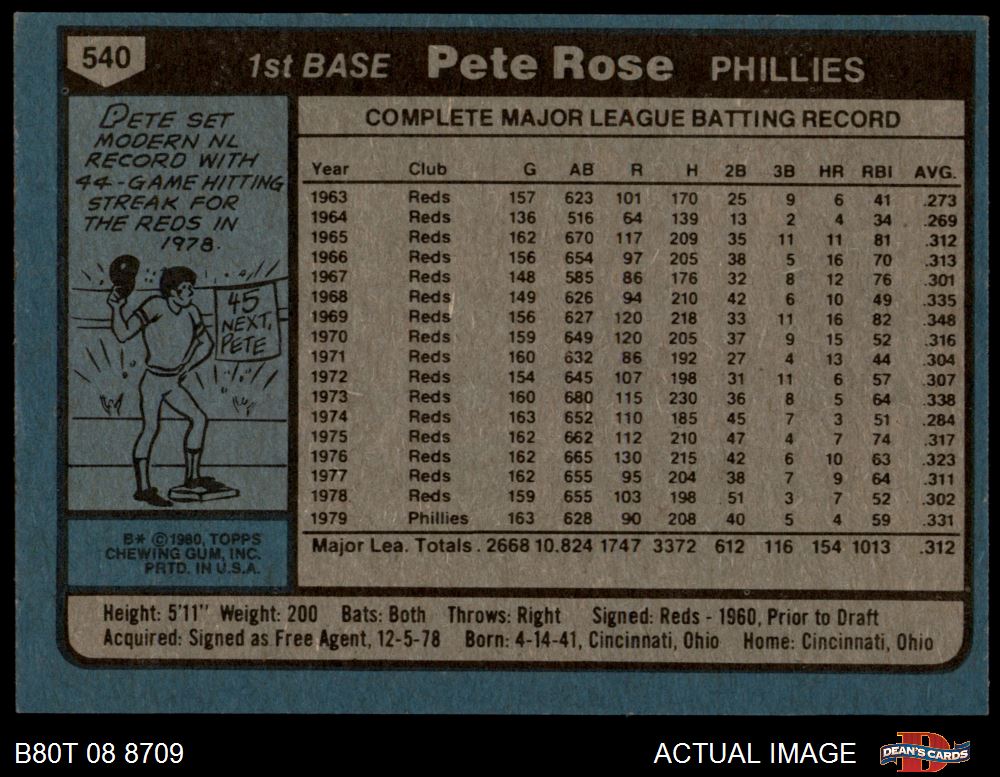 540
1st BASE Pete Rose PHILLIES
PETE SET
MODERN NL
RECORD WITH
44-GAME HITTING
STREAK FOR
THE REDS IN
1978.
45
NEXT,
PETE
B* ©1980, TOPPS
CHEWING GUM, INC.
PRTD. IN U.S.A.
COMPLETE MAJOR LEAGUE BATTING RECORD
Year Club G AB R H 2B 3B HR RBI AVG.
1963 Reds 157 623 101 170 25 9 6 41 .273
1964 Reds 136 516 64 139 13 2 4 34 .269
1965 Reds 162 670 117 209 35 11 11 81 .312
1966 Reds 156 654 97 205 38 5 16 70 .313
1967 Reds 148 585 86 176 32 8 12 76 .301
1968 Reds 149 626 94 210 42 6 10 49 .335
1969 Reds 156 627 120 218 33 11 16 82 .348
1970 Reds 159 649 120 205 37 9 15 52 .316
1971 Reds 160 632 86 192 27 4 13 44 .304
1972 Reds 154 645 107 198 31 11 6 57 .307
1973 Reds 160 680 115 230 36 8 5 64 .338
1974 Reds 163 652 110 185 45 7 3 51 .284
1975 Reds 162 662 112 210 47 4 7 74 .317
1976 Reds 162 665 130 215 42 6 10 63 .323
1977 Reds 162 655 95 204 38 7 9 64 .311
1978 Reds 159 655 103 198 51 3 7 52 .302
1979 Phillies 163 628 90 208 40 5 4 59 .331
Major Lea. Totals . 2668 10.824 1747 3372 612 116 154 1013 .312
Height: 5'11" Weight: 200 Bats: Both Throws: Right Signed: Reds - 1960, Prior to Draft
Acquired: Signed as Free Agent, 12-5-78 Born: 4-14-41, Cincinnati, Ohio Home: Cincinnati, Ohio
B80T 08 8709
ACTUAL IMAGE
DEAN'S CARDS